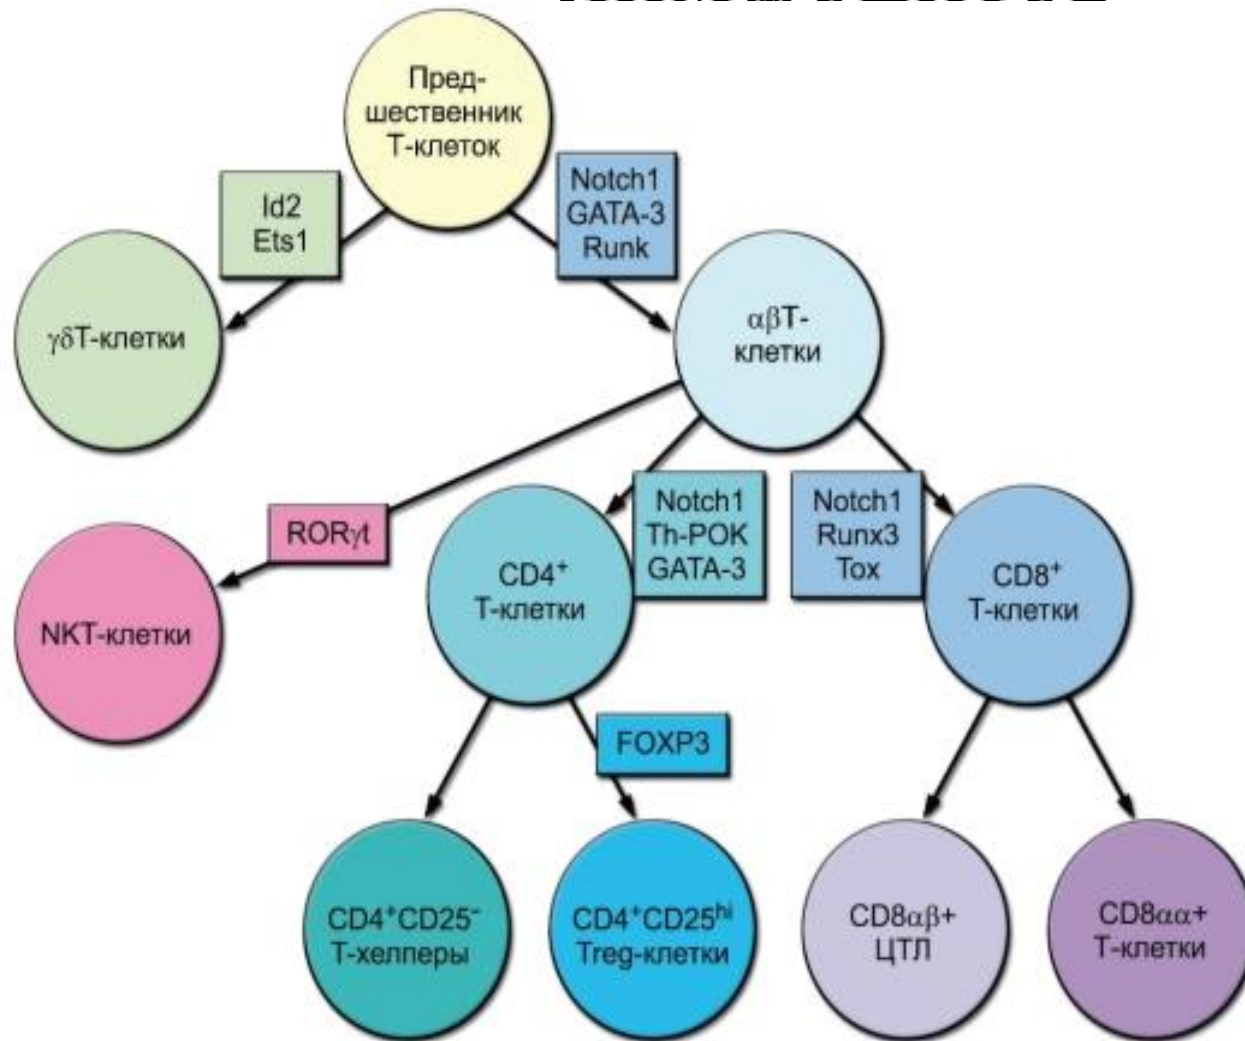 Пред-
шественник
Т-клеток
Id2
Ets1
Notch1
GATA-3
Runk
γδТ-клетки
αβТ-
клетки
RORγt
Notch1
Th-POK
GATA-3
Notch1
Runx3
Tox
NKT-клетки
CD4⁺
Т-клетки
CD8⁺
Т-клетки
FOXP3
CD4⁺CD25⁻
Т-хелперы
CD4⁺CD25ʰⁱ
Treg-клетки
CD8αβ+
ЦТЛ
CD8αα+
Т-клетки